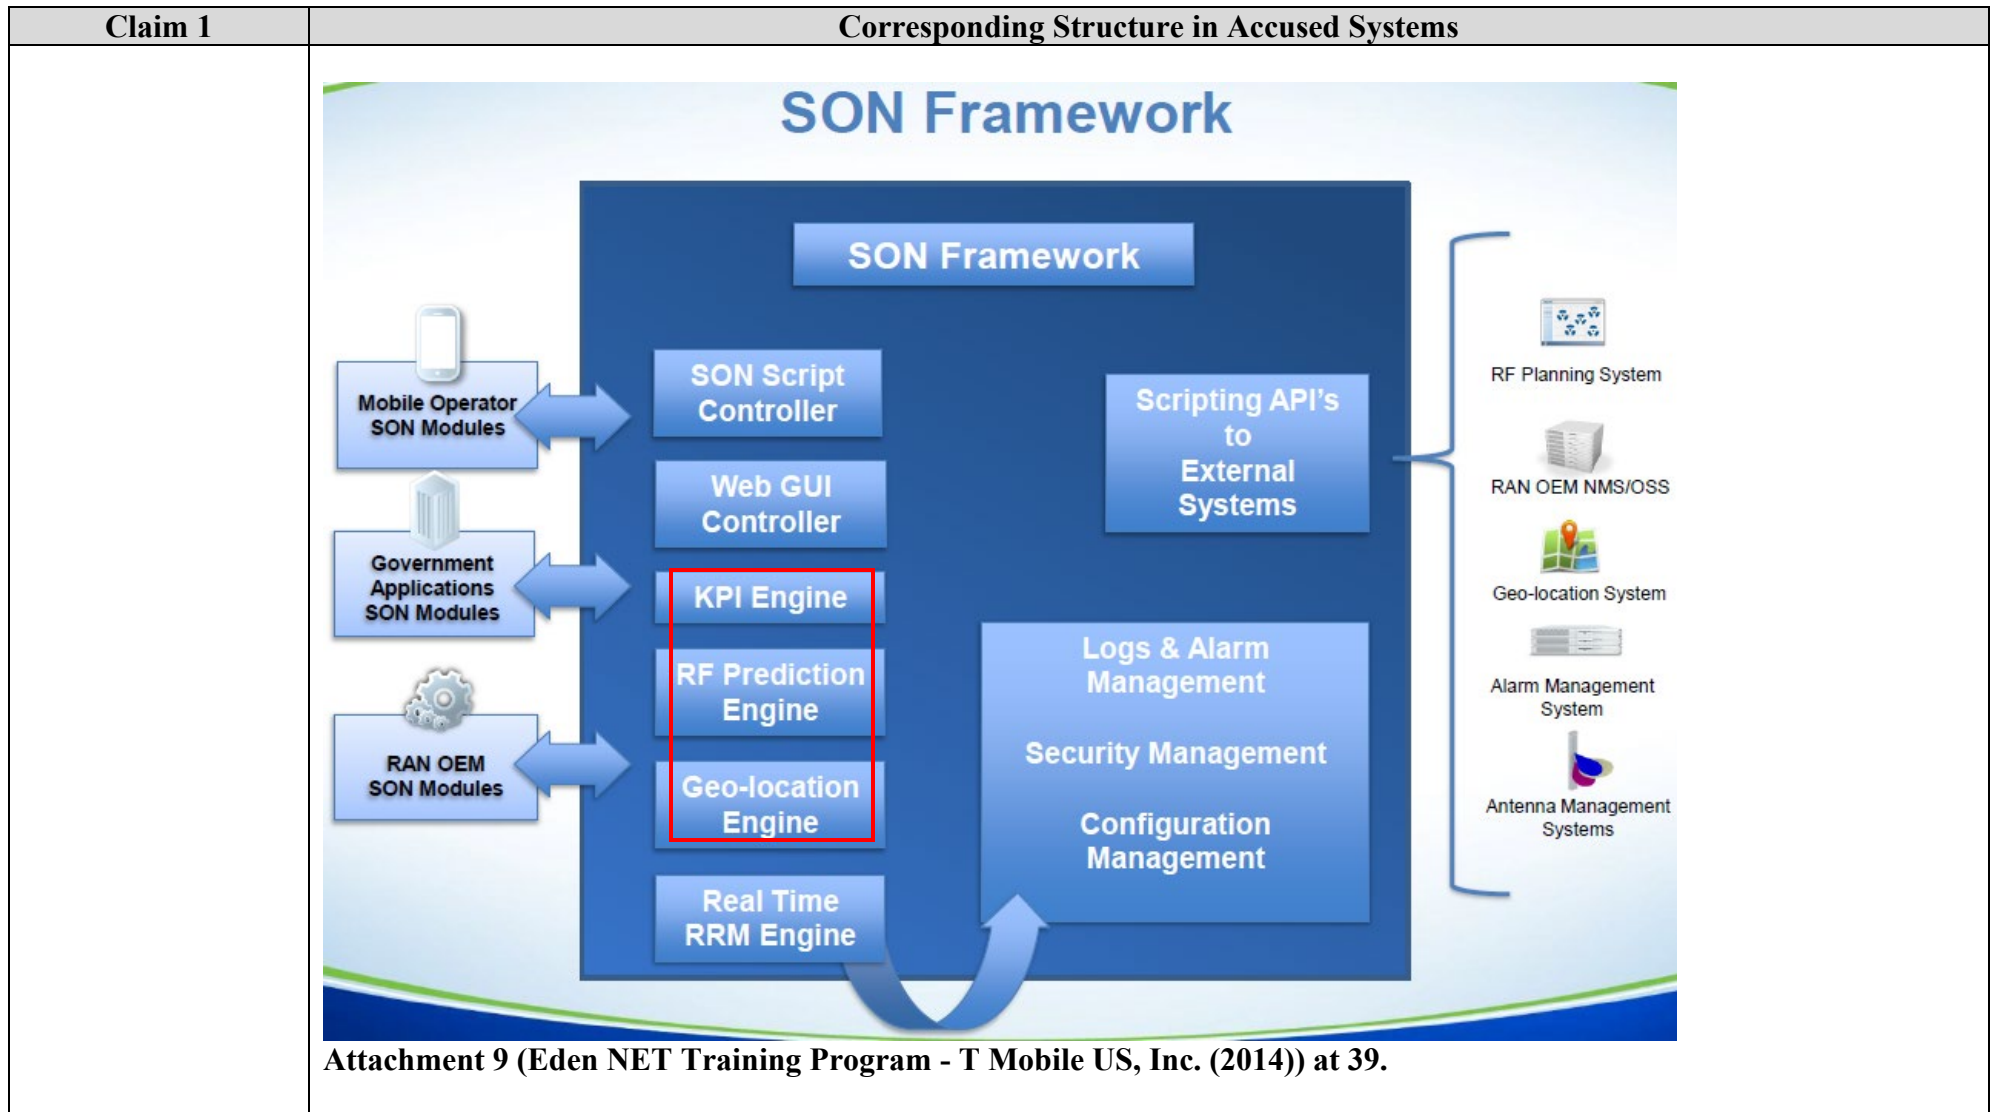 Claim 1
Corresponding Structure in Accused Systems
SON Framework
SON Framework
Mobile Operator
SON Modules
Government
Applications
SON Modules
RAN OEM
SON Modules
SON Script
Controller
Web GUI
Controller
KPI Engine
RF Prediction
Engine
Geo-location
Engine
Real Time
RRM Engine
Scripting API's
to
External
Systems
Logs & Alarm
Management
Security Management
Configuration
Management
RF Planning System
RAN OEM NMS/OSS
Geo-location System
Alarm Management
System
Antenna Management
Systems
Attachment 9 (Eden NET Training Program - T Mobile US, Inc. (2014)) at 39.